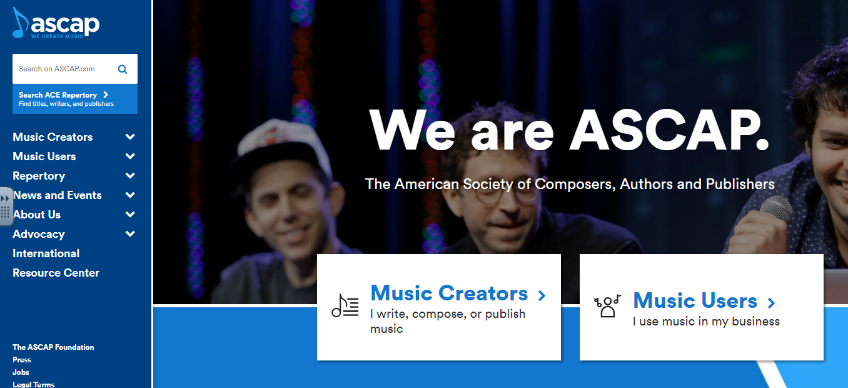 ascap
WE CREATE MUSIC
Search on ASCAP.com
Search ACE Repertory
Find titles, writers, and publishers
Music Creators
Music Users
Repertory
News and Events
About Us
Advocacy
International
Resource Center
The ASCAP Foundation
Press
Jobs
Legal Terms
We are ASCAP.
The American Society of Composers, Authors and Publishers
Music Creators
I write, compose, or publish
music
Music Users
I use music in my business